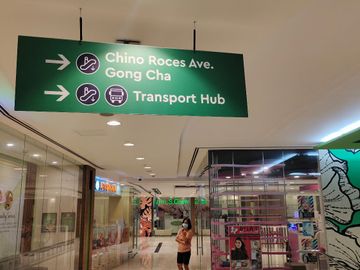 Chino Roces Ave.
Gong Cha
Transport Hub